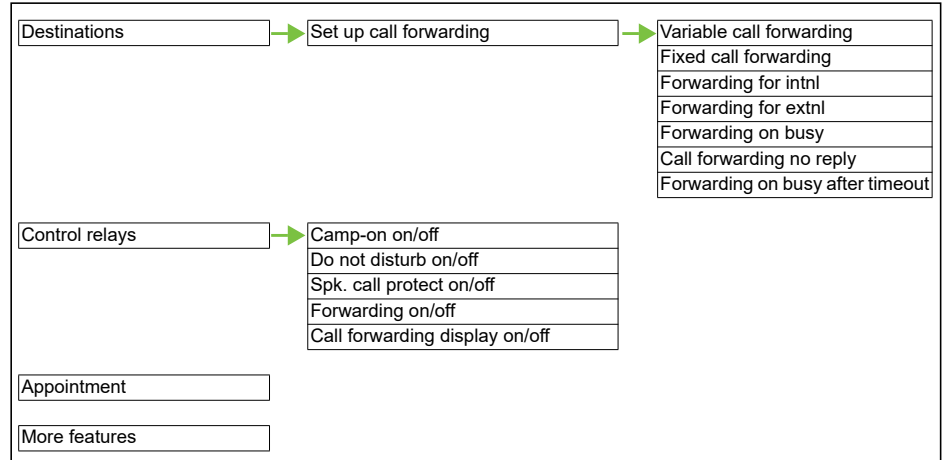 Destinations
Set up call forwarding
Variable call forwarding
Fixed call forwarding
Forwarding for intnl
Forwarding for extnl
Forwarding on busy
Call forwarding no reply
Forwarding on busy after timeout
Control relays
Camp-on on/off
Do not disturb on/off
Spk. call protect on/off
Forwarding on/off
Call forwarding display on/off
Appointment
More features